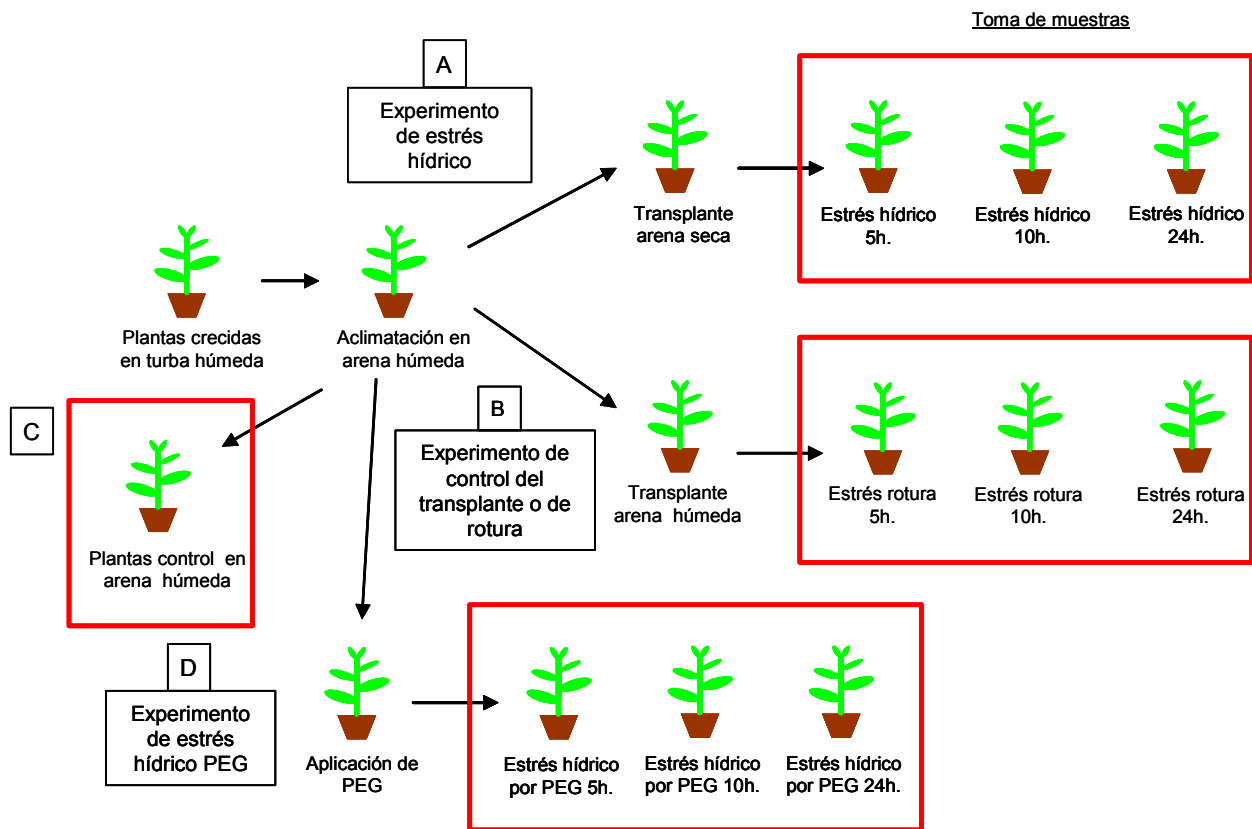 Toma de muestras
A
Experimento
de estrés
hídrico
Transplante
arena seca
Estrés hídrico
5h.
Estrés hídrico
10h.
Estrés hídrico
24h.
Plantas crecidas
en turba húmeda
Aclimatación en
arena húmeda
B
Experimento de
control del
transplante o de
rotura
Transplante
arena húmeda
Estrés rotura
5h.
Estrés rotura
10h.
Estrés rotura
24h.
C
Plantas control en
arena húmeda
D
Experimento
de estrés
hídrico PEG
Aplicación de
PEG
Estrés hídrico
por PEG 5h.
Estrés hídrico
por PEG 10h.
Estrés hídrico
por PEG 24h.